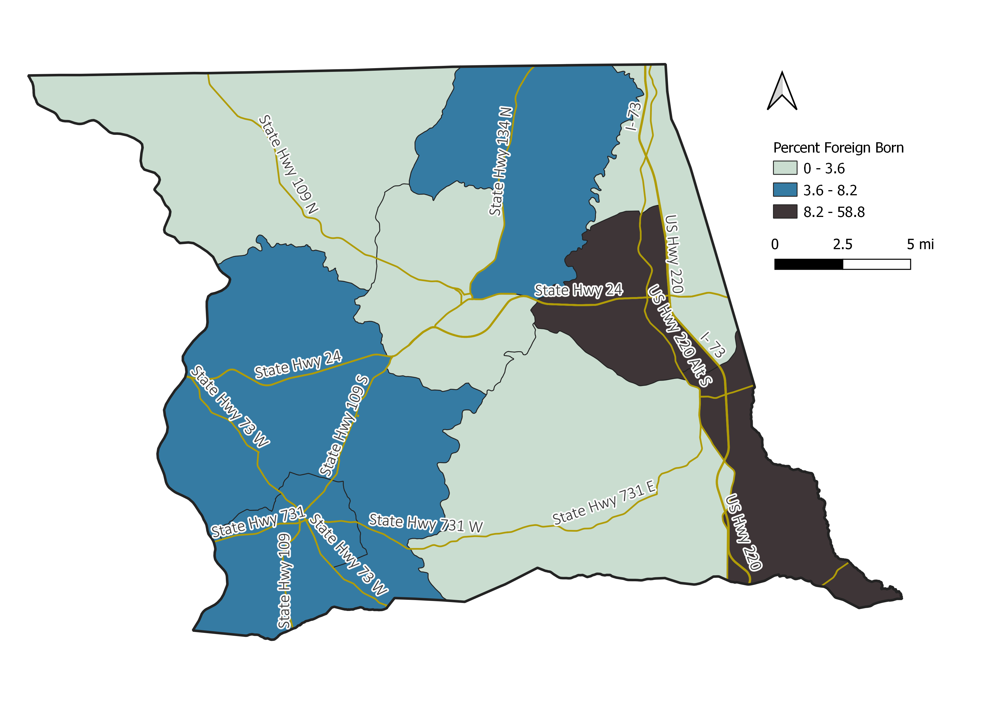 State Hwy 109 N
State Hwy 134 N
I- 73
Percent Foreign Born
0 - 3.6
3.6 - 8.2
8.2 - 58.8
0 2.5 5 mi
US Hwy 220
State Hwy 24
US Hwy 220 Alt S
I- 73
State Hwy 24
State Hwy 73 W
State Hwy 109 S
State Hwy 731 E
State Hwy 731
State Hwy 731 W
State Hwy 109
State Hwy 73 W
US Hwy 220